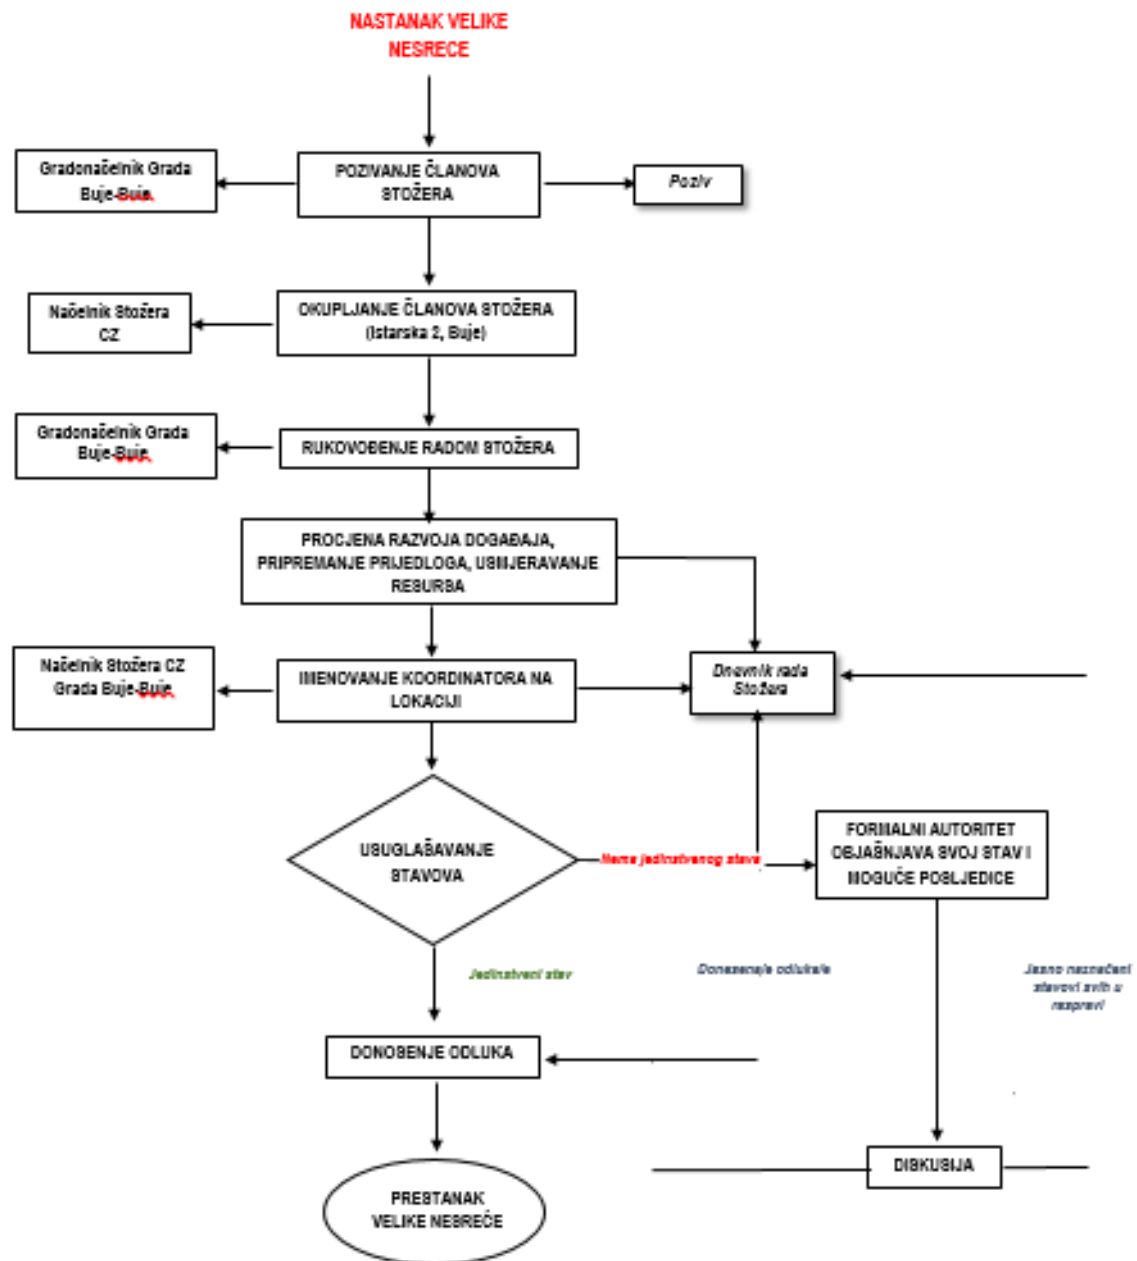 NASTANAK VELIKE
NESREĆE
Gradonačelnik Grada
Buje-Buie
POZIVANJE ČLANOVA
STOŽERA
Poziv
Načelnik Stožera
CZ
OKUPLJANJE ČLANOVA STOŽERA
(Istarska 2, Buje)
Gradonačelnik Grada
Buje-Buie
RUKOVOĐENJE RADOM STOŽERA
PROCJENA RAZVOJA DOGAĐAJA,
PRIPREMANJE PRIJEDLOGA, USMJERAVANJE
RESURSA
Načelnik Stožera CZ
Grada Buje-Buie
IMENOVANJE KOORDINATORA NA
LOKACIJI
Dnevnik rada
Stožera
USUGLAŠAVANJE
STAVOVA
Nema jedinstvenog stava
FORMALNI AUTORITET
OBJAŠNJAVA SVOJ STAV I
MOGUĆE POSLJEDICE
Jedinstveni stav
Donesena
Jasno naznačeni
stavovi svih u
raspravi
DONOŠENJE ODLUKA
DISKUSIJA
PRESTANAK
VELIKE NESREĆE